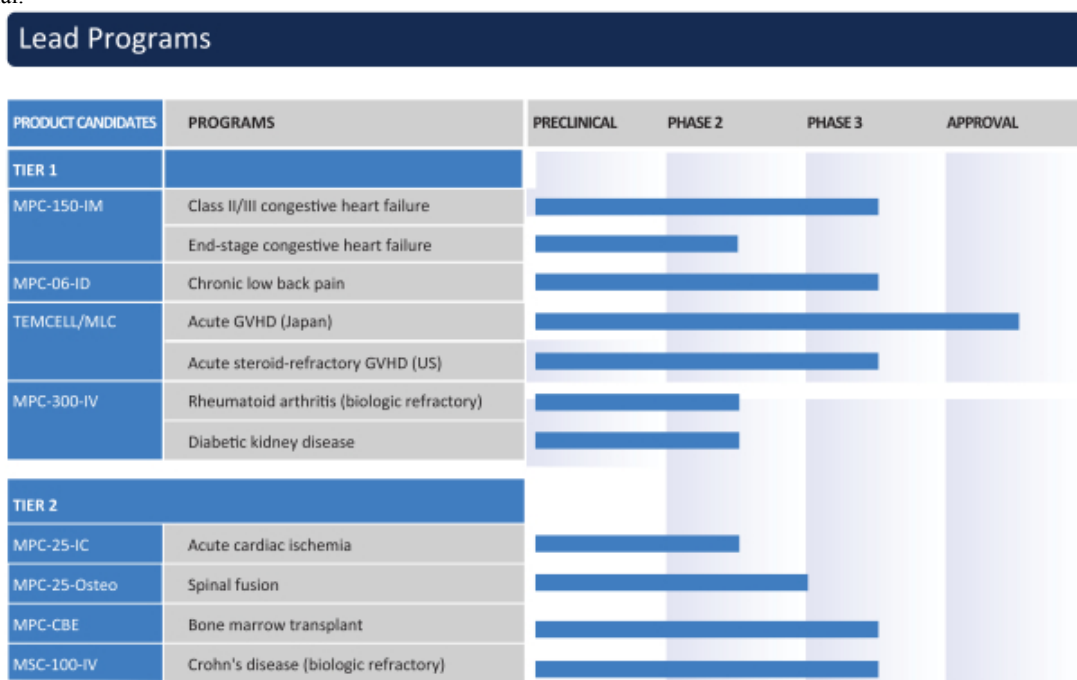 al.
Lead Programs
PRODUCT CANDIDATES PROGRAMS PRECLINICAL PHASE 2 PHASE 3 APPROVAL
TIER 1
MPC-150-IM Class II/III congestive heart failure
End-stage congestive heart failure
MPC-06-ID Chronic low back pain
TEMCELL/MLC Acute GVHD (Japan)
Acute steroid-refractory GVHD (US)
MPC-300-IV Rheumatoid arthritis (biologic refractory)
Diabetic kidney disease
TIER 2
MPC-25-IC Acute cardiac ischemia
MPC-25-Osteo Spinal fusion
MPC-CBE Bone marrow transplant
MSC-100-IV Crohn's disease (biologic refractory)